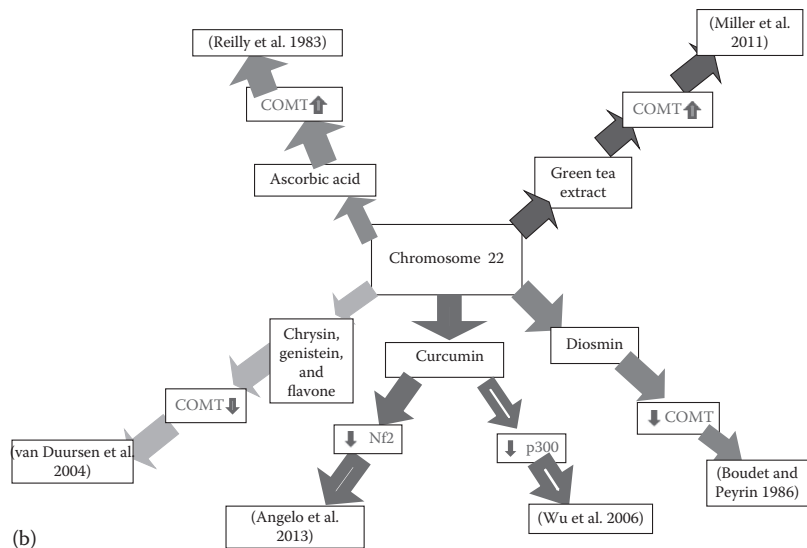 (Reilly et al. 1983)
(Miller et al.
2011)
COMT
COMT
Ascorbic acid
Green tea
extract
Chromosome 22
Chrysin,
genistein,
and
flavone
Curcumin
Diosmin
COMT
Nf2
p300
COMT
(van Duursen et al.
2004)
(Angelo et al.
2013)
(Wu et al. 2006)
(Boudet and
Peyrin 1986)
(b)